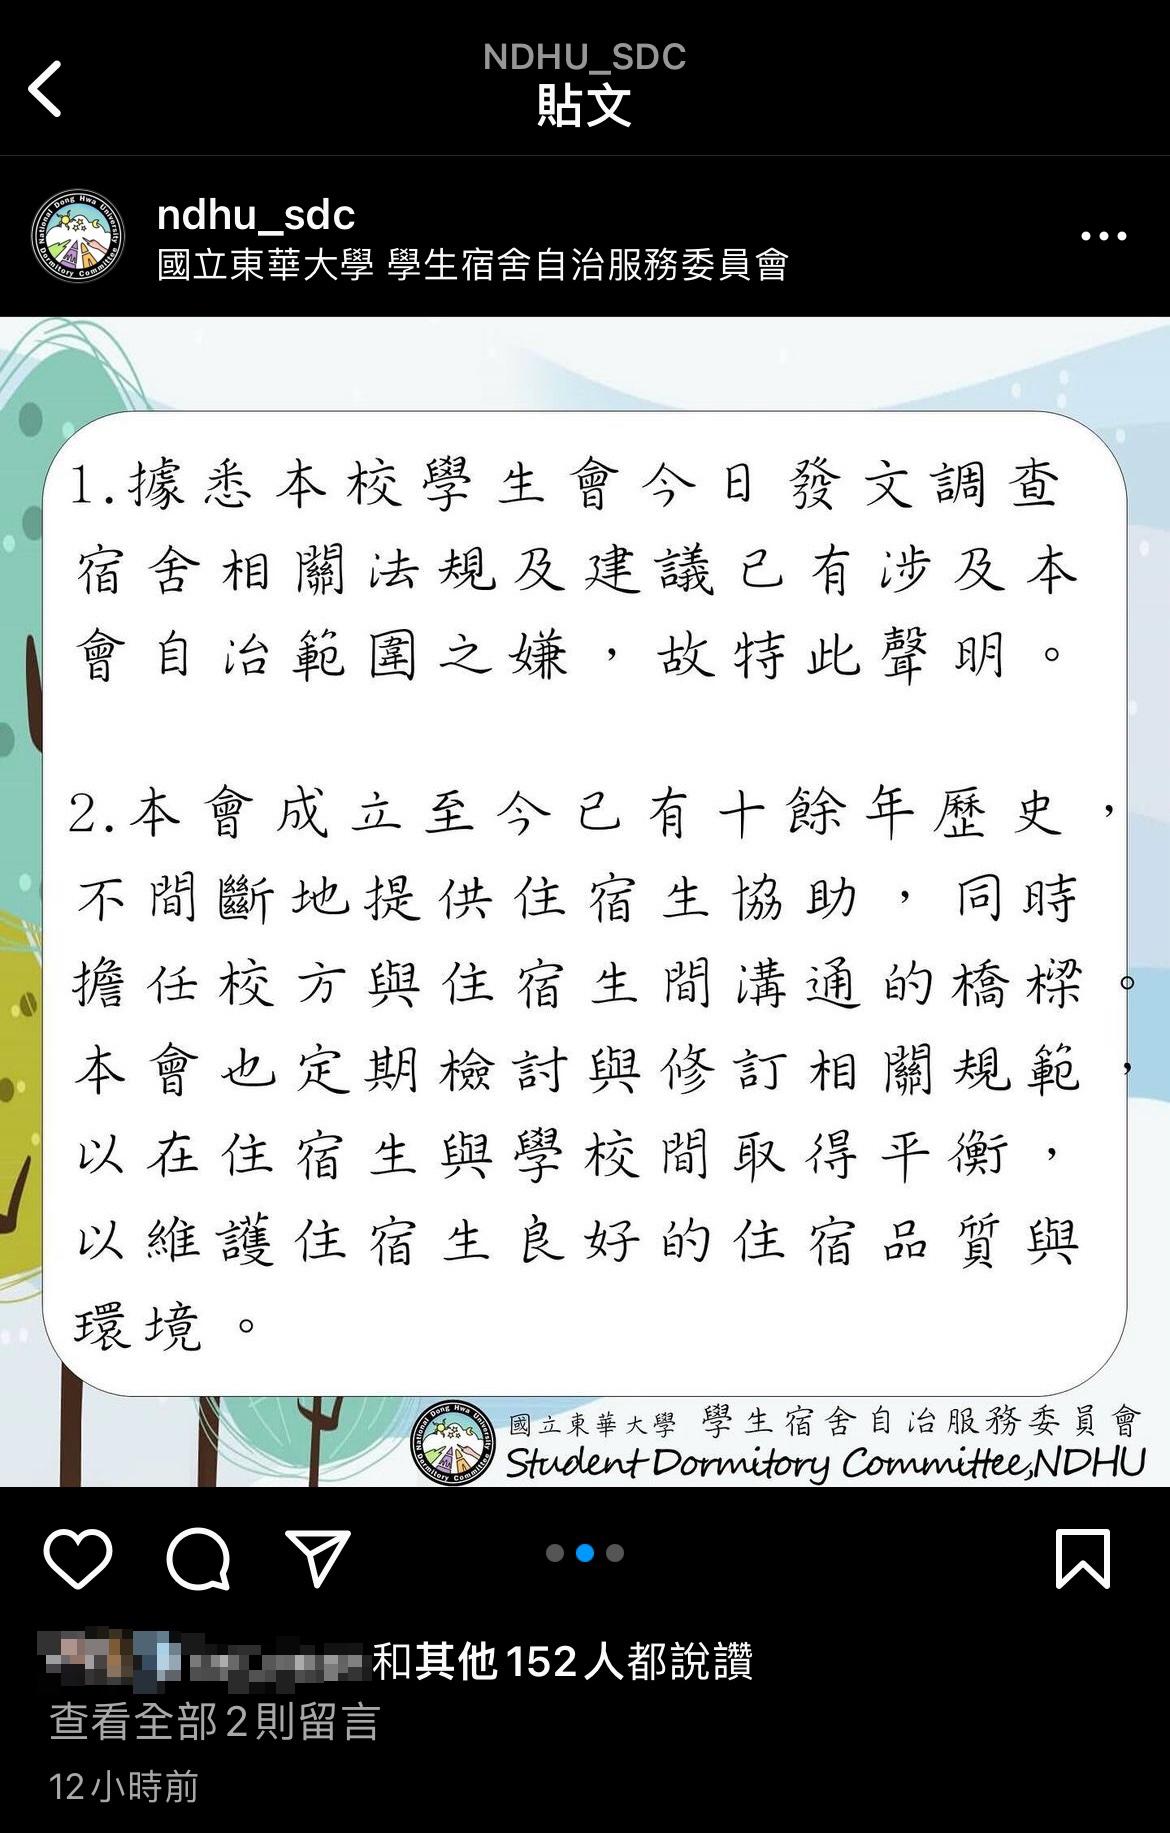 NDHU_SDC
貼文
ndhu_sdc
國立東華大學 學生宿舍自治服務委員會
1.據悉本校學生會今日發文調查
宿舍相關法規及建議已有涉及本
會自治範圍之嫌，故特此聲明。
2.本會成立至今已有十餘年歷史，
不間斷地提供住宿生協助，同時
擔任校方與住宿生間溝通的橋樑。
本會也定期檢討與修訂相關規範，
以在住宿生與學校間取得平衡，
以維護住宿生良好的住宿品質與
環境。
National Dong Hwa University
Dormitory Committee
國立東華大學 學生宿舍自治服務委員會
Student Dormitory Committee,NDHU
和其他152人都說讚
查看全部2則留言
12小時前